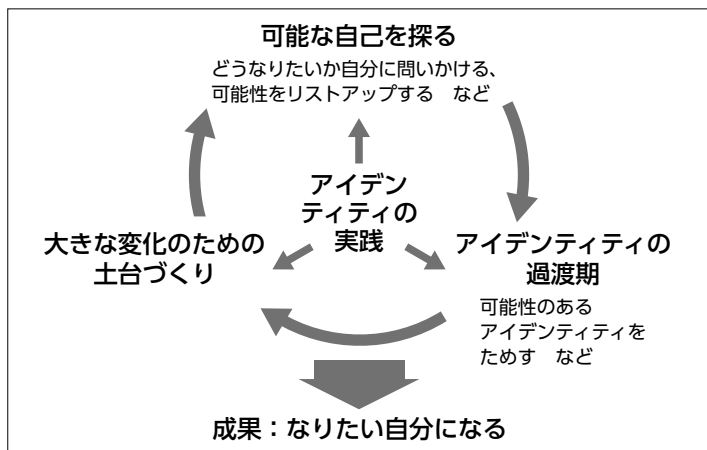 可能な自己を探る
どうなりたいか自分に問いかける、
可能性をリストアップする　など
アイデン
ティティの
実践
大きな変化のための
土台づくり
アイデンティティの
過渡期
可能性のある
アイデンティティを
ためす　など
成果：なりたい自分になる